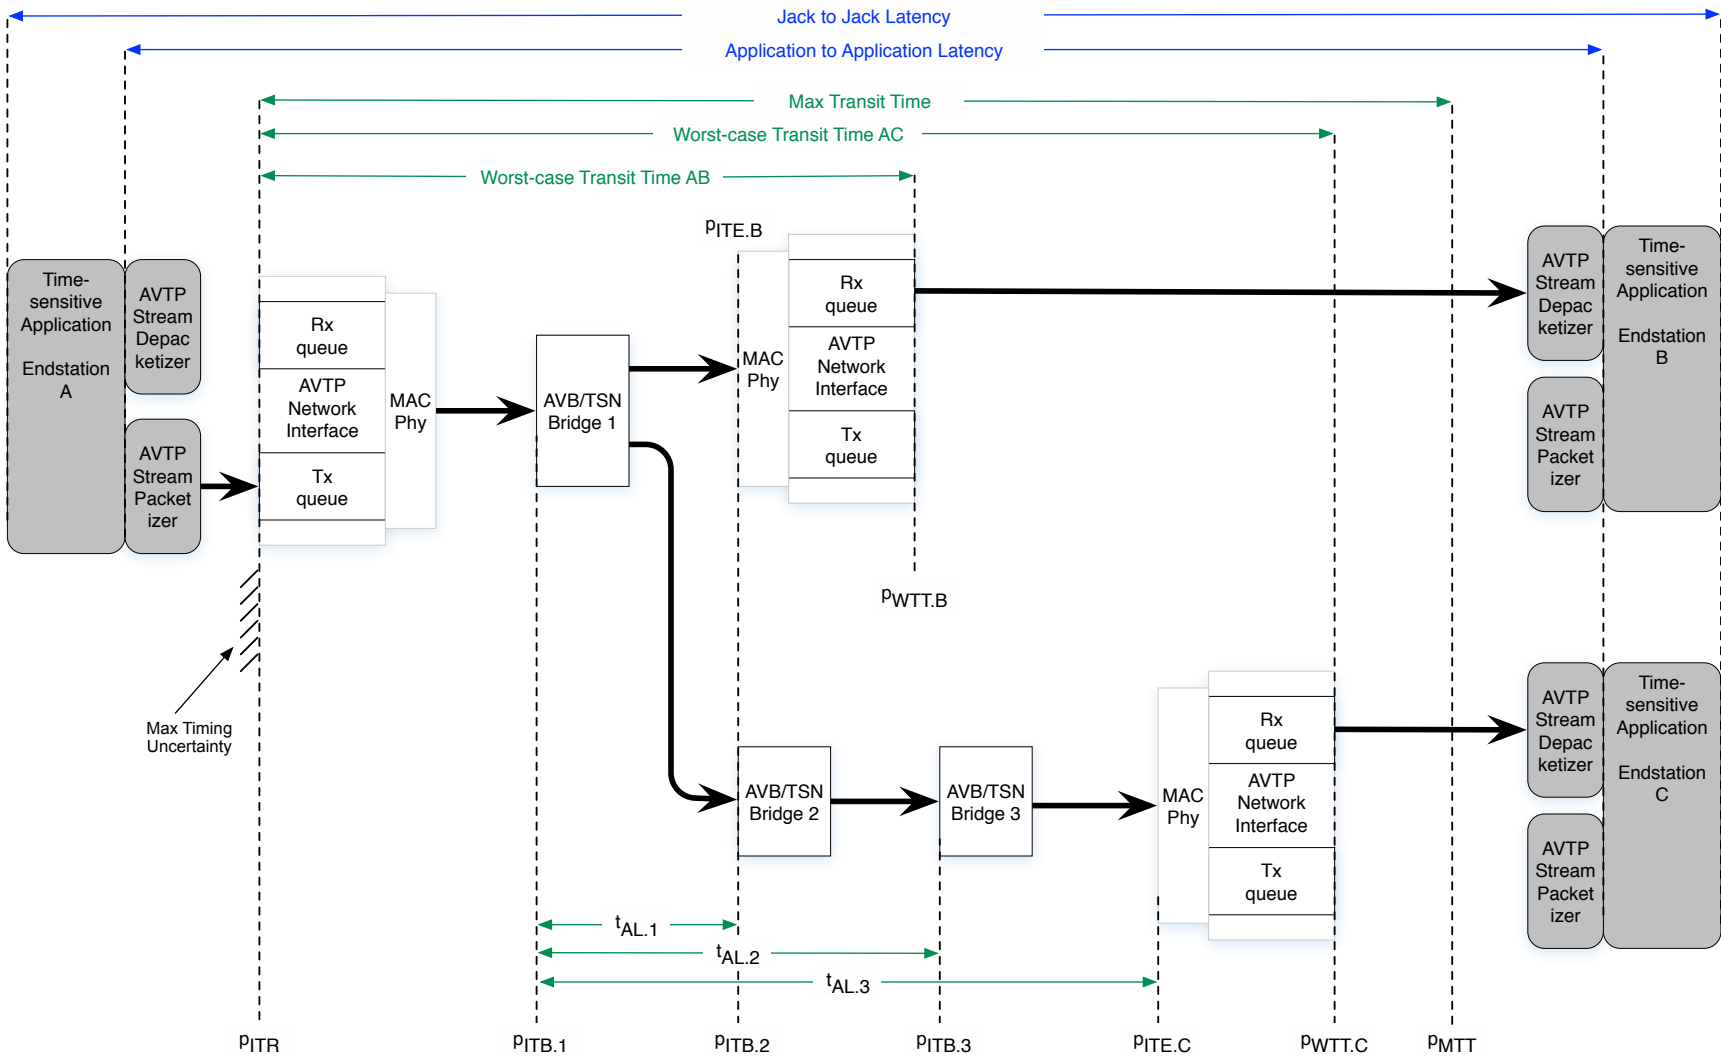 Jack to Jack Latency
Application to Application Latency
Max Transit Time
Worst-case Transit Time AC
Worst-case Transit Time AB
pITE.B
Time-
sensitive
Application
Endstation
A
AVTP
Stream
Depac
ketizer
AVTP
Stream
Packet
izer
Rx
queue
AVTP
Network
Interface
Tx
queue
MAC
Phy
AVB/TSN
Bridge 1
MAC
Phy
Rx
queue
AVTP
Network
Interface
Tx
queue
AVTP
Stream
Depac
ketizer
AVTP
Stream
Packet
izer
Time-
sensitive
Application
Endstation
B
pWTT.B
Max Timing
Uncertainty
AVB/TSN
Bridge 2
AVB/TSN
Bridge 3
MAC
Phy
Rx
queue
AVTP
Network
Interface
Tx
queue
AVTP
Stream
Depac
ketizer
AVTP
Stream
Packet
izer
Time-
sensitive
Application
Endstation
C
tAL.1
tAL.2
tAL.3
pITR
pITB.1
pITB.2
pITB.3
pITE.C
pWTT.C
pMTT